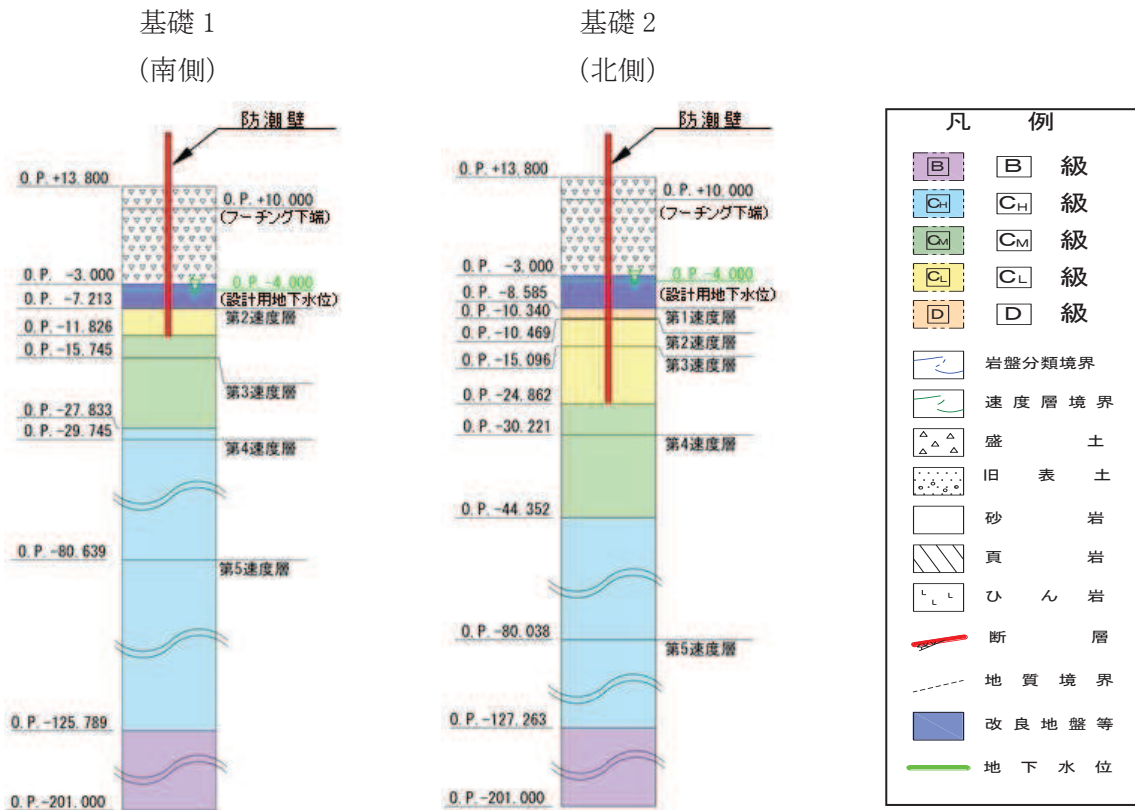 基礎 1
(南側)
防潮壁
O.P. +13.800
O.P. +10.000
(フーチング下端)
O.P. -3.000
O.P. -4.000
(設計用地下水位)
O.P. -7.213
第2速度層
O.P. -11.826
O.P. -15.745
第3速度層
O.P. -27.833
O.P. -29.745
第4速度層
O.P. -80.639
第5速度層
O.P. -125.789
O.P. -201.000
基礎 2
(北側)
防潮壁
O.P. +13.800
O.P. +10.000
(フーチング下端)
O.P. -3.000
O.P. -4.000
(設計用地下水位)
O.P. -8.585
O.P. -10.340
第1速度層
O.P. -10.469
第2速度層
O.P. -15.096
第3速度層
O.P. -24.862
O.P. -30.221
第4速度層
O.P. -44.352
O.P. -80.038
第5速度層
O.P. -127.263
O.P. -201.000
凡 例
B B 級
CH CH 級
CM CM 級
CL CL 級
D D 級
岩盤分類境界
速度層境界
盛 土
旧 表 土
砂 岩
頁 岩
ひ ん 岩
断 層
地 質 境 界
改 良 地 盤 等
地 下 水 位